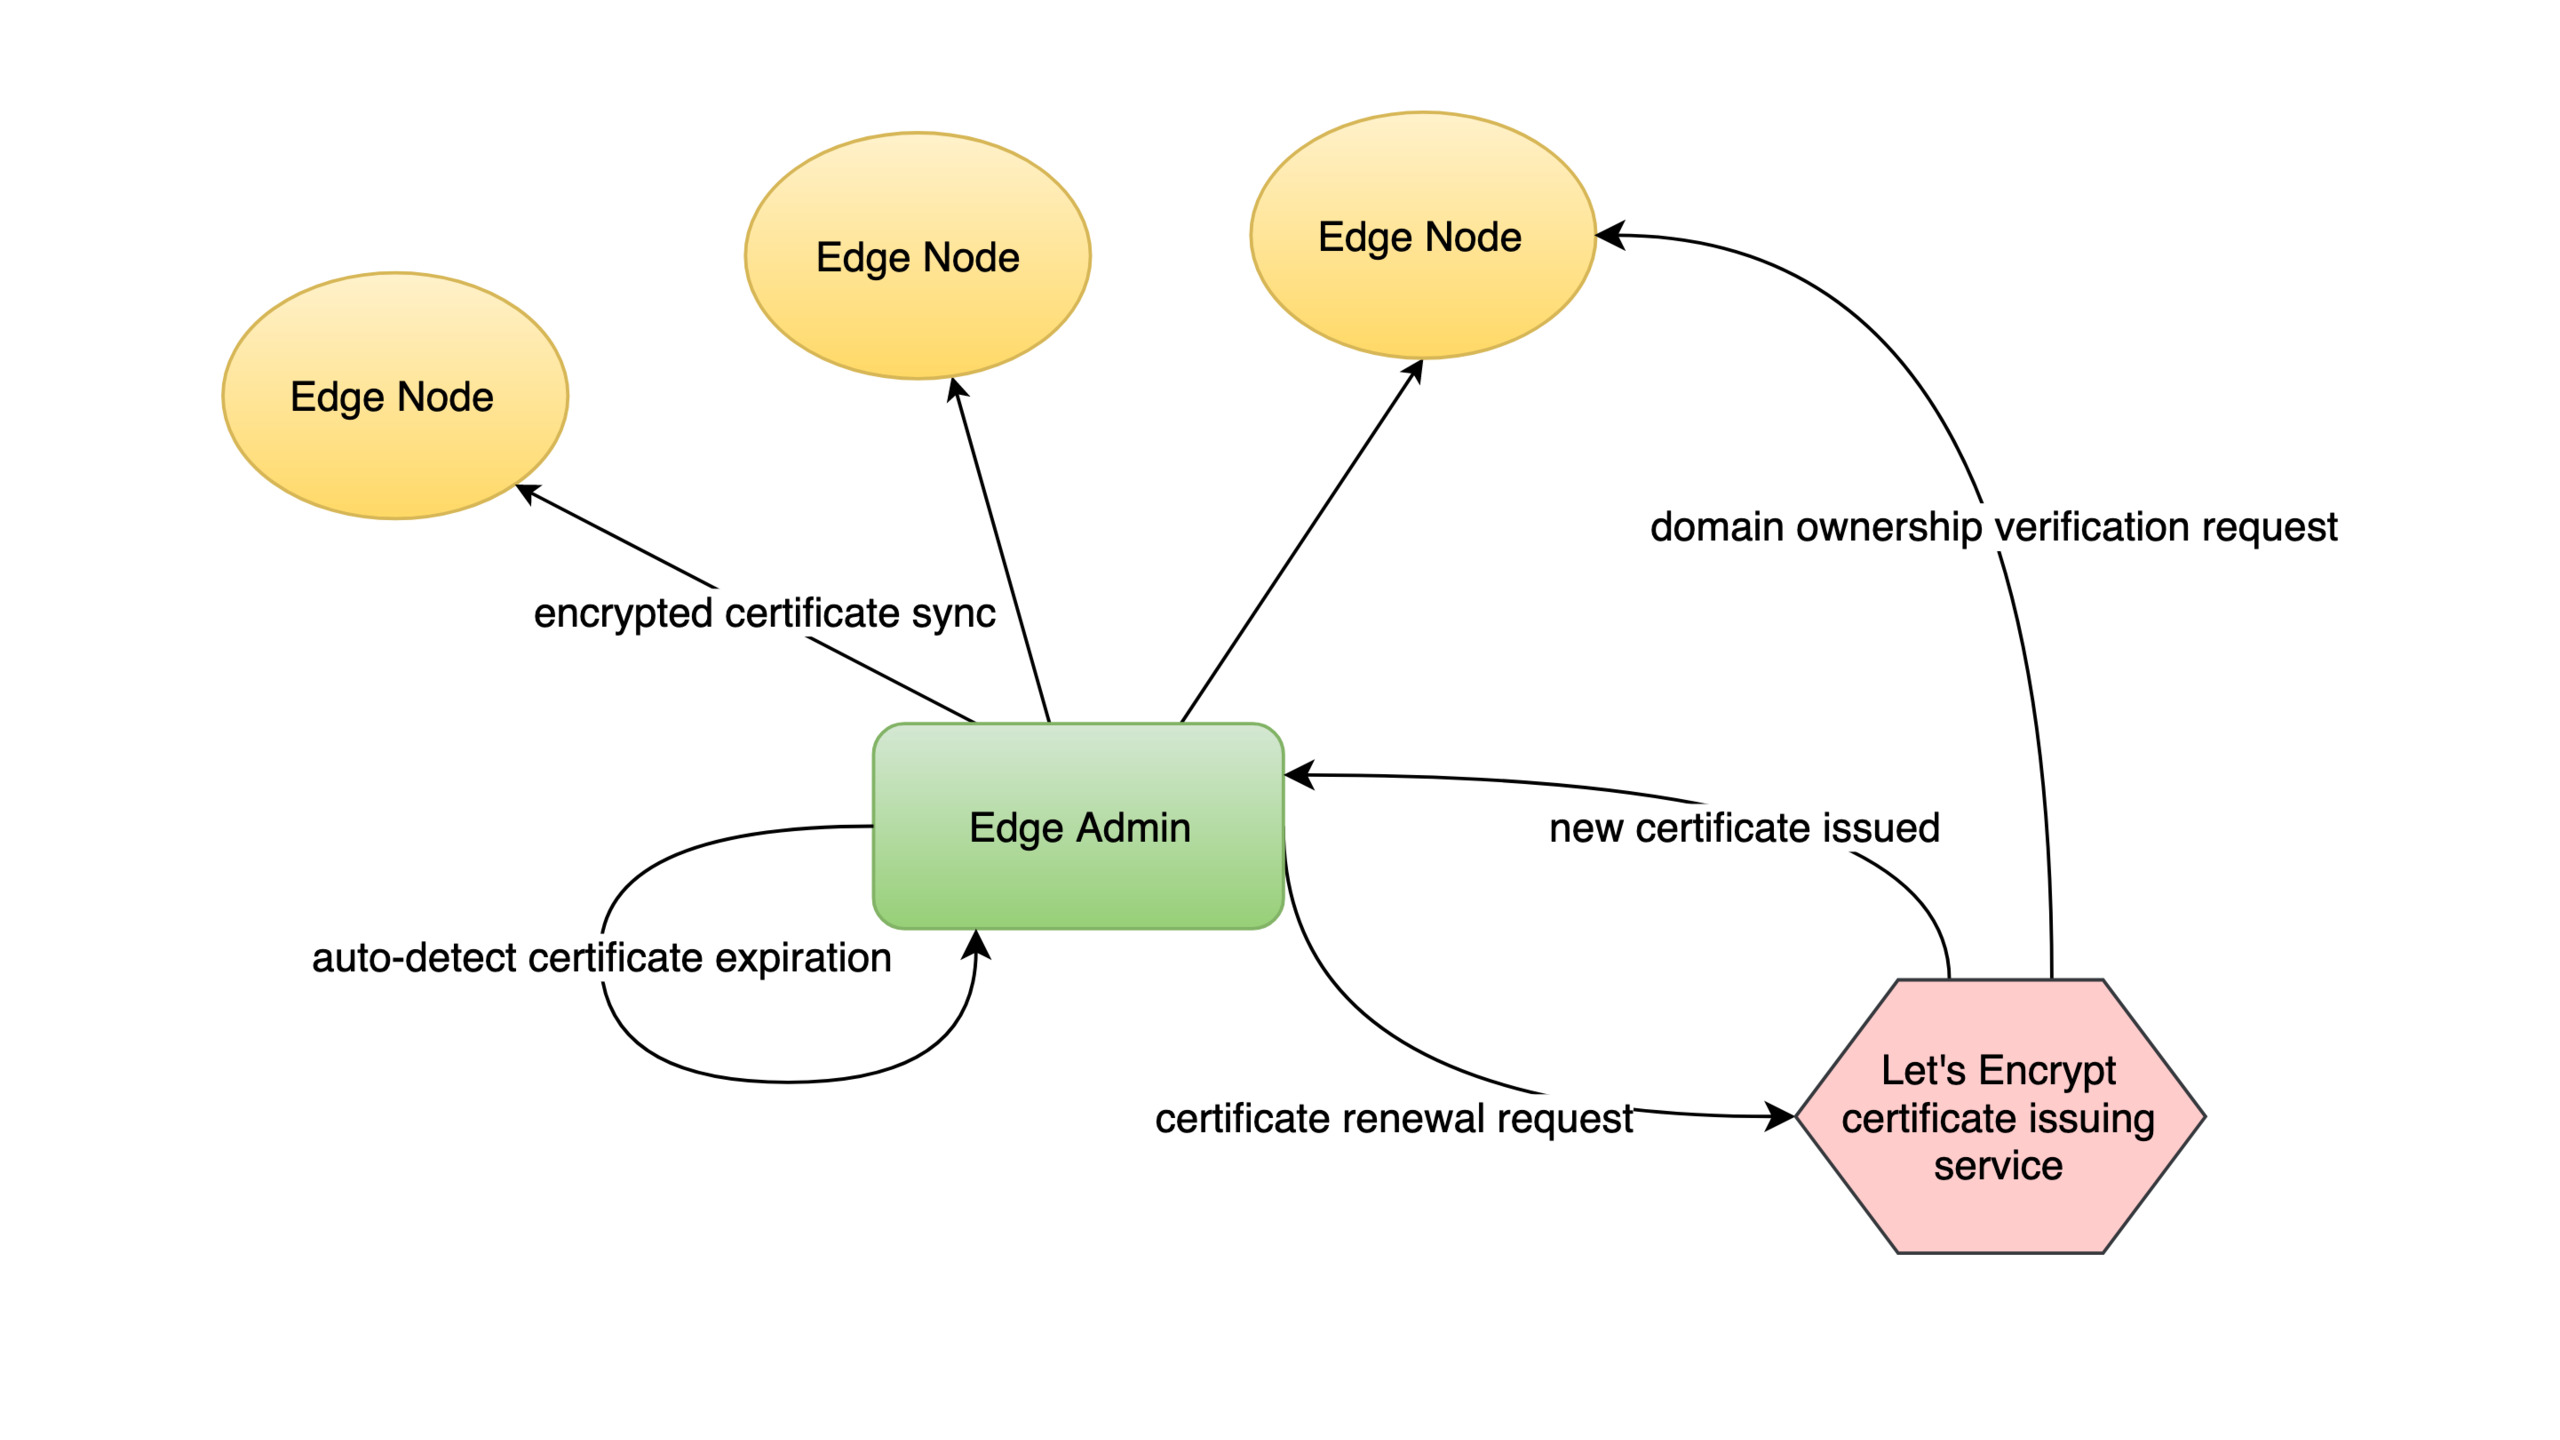 Edge Node
Edge Node
Edge Node
domain ownership verification request
encrypted certificate sync
Edge Admin
new certificate issued
auto-detect certificate expiration
certificate renewal request
Let's Encrypt
certificate issuing
service